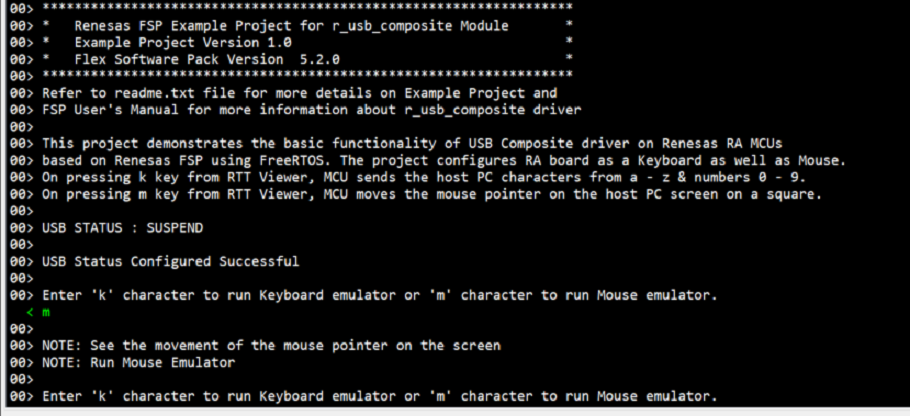 00> ******************************************************************
00> *   Renesas FSP Example Project for r_usb_composite Module       *
00> *   Example Project Version 1.0                                  *
00> *   Flex Software Pack Version  5.2.0                            *
00> ******************************************************************
00> Refer to readme.txt file for more details on Example Project and
00> FSP User's Manual for more information about r_usb_composite driver
00>
00> This project demonstrates the basic functionality of USB Composite driver on Renesas RA MCUs
00> based on Renesas FSP using FreeRTOS. The project configures RA board as a Keyboard as well as Mouse.
00> On pressing k key from RTT Viewer, MCU sends the host PC characters from a - z & numbers 0 - 9.
00> On pressing m key from RTT Viewer, MCU moves the mouse pointer on the host PC screen on a square.
00>
00> USB STATUS : SUSPEND
00>
00> USB Status Configured Successful
00>
00> Enter 'k' character to run Keyboard emulator or 'm' character to run Mouse emulator.
< m
00>
00> NOTE: See the movement of the mouse pointer on the screen
00> NOTE: Run Mouse Emulator
00>
00> Enter 'k' character to run Keyboard emulator or 'm' character to run Mouse emulator.